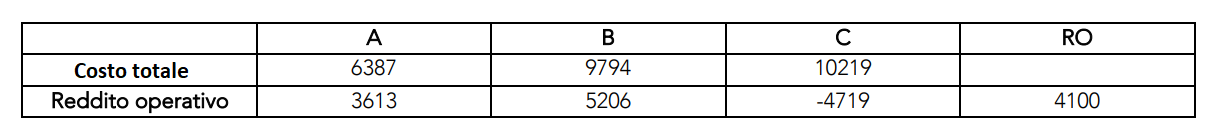 A B C RO
Costo totale 6387 9794 10219
Reddito operativo 3613 5206 -4719 4100